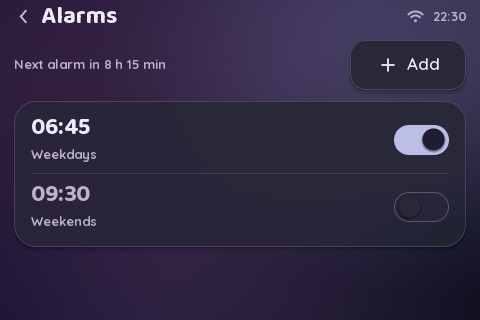 Alarms
22:30
Next alarm in 8 h 15 min
+ Add
06:45
Weekdays
09:30
Weekends